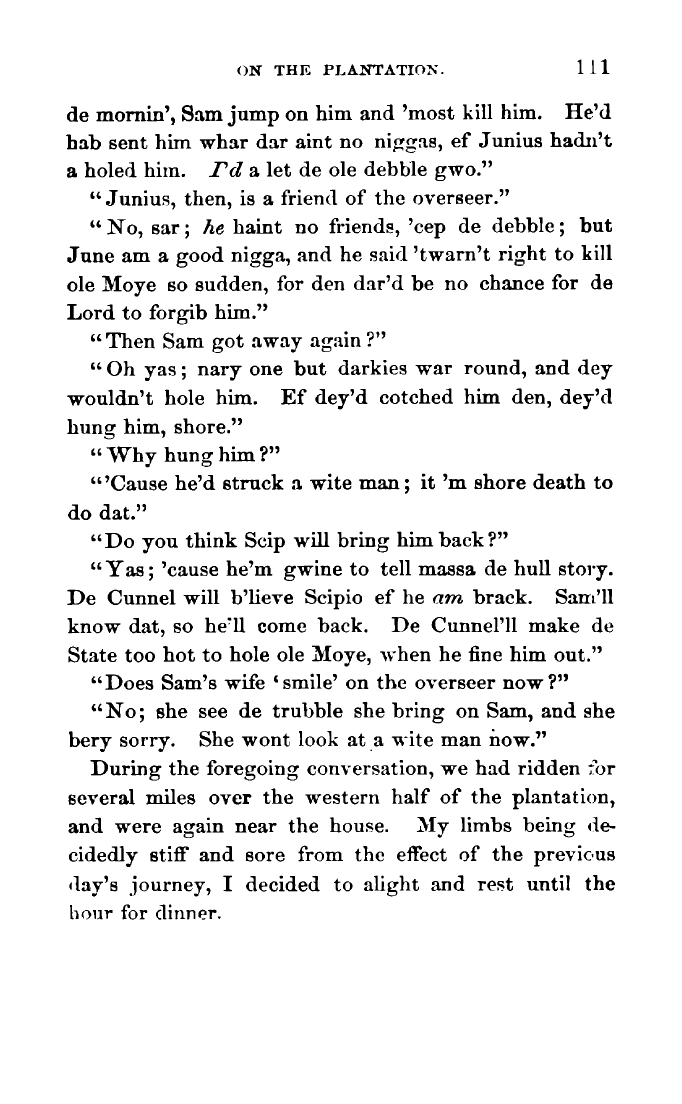 ON THE PLANTATION. 111
de mornin', Sam jump on him and 'most kill him. He'd
hab sent him whar dar aint no niggas, ef Junius hadn't
a holed him. I'd a let de ole debble gwo."
"Junius, then, is a friend of the overseer."
"No, sar; he haint no friends, 'cep de debble; but
June am a good nigga, and he said 'twarn't right to kill
ole Moye so sudden, for den dar'd be no chance for de
Lord to forgib him."
"Then Sam got away again?"
"Oh yas; nary one but darkies war round, and dey
wouldn't hole him. Ef dey'd cotched him den, dey'd
hung him, shore."
"Why hung him?"
"'Cause he'd struck a wite man; it 'm shore death to
do dat."
"Do you think Scip will bring him back?"
"Yas; 'cause he'm gwine to tell massa de hull story.
De Cunnel will b'lieve Scipio ef he am brack. Sam'll
know dat, so he'll come back. De Cunnel'll make de
State too hot to hole ole Moye, when he fine him out."
"Does Sam's wife 'smile' on the overseer now?"
"No; she see de trubble she bring on Sam, and she
bery sorry. She wont look at a wite man now."
During the foregoing conversation, we had ridden for
several miles over the western half of the plantation,
and were again near the house. My limbs being de-
cidedly stiff and sore from the effect of the previous
day's journey, I decided to alight and rest until the
hour for dinner.